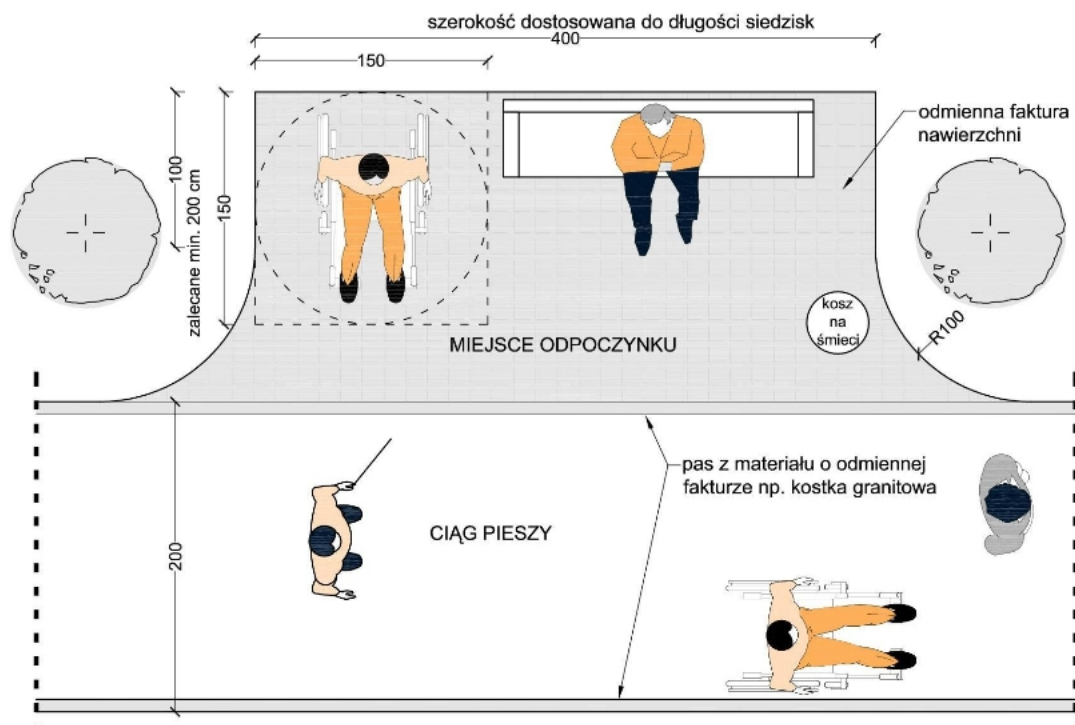 szerokość dostosowana do długości siedzisk
400
150
odmienna faktura
nawierzchni
100
zalecane min. 200 cm
150
kosz
na
śmieci
R100
MIEJSCE ODPOCZYNKU
pas z materiału o odmiennej
fakturze np. kostka granitowa
CIĄG PIESZY
200